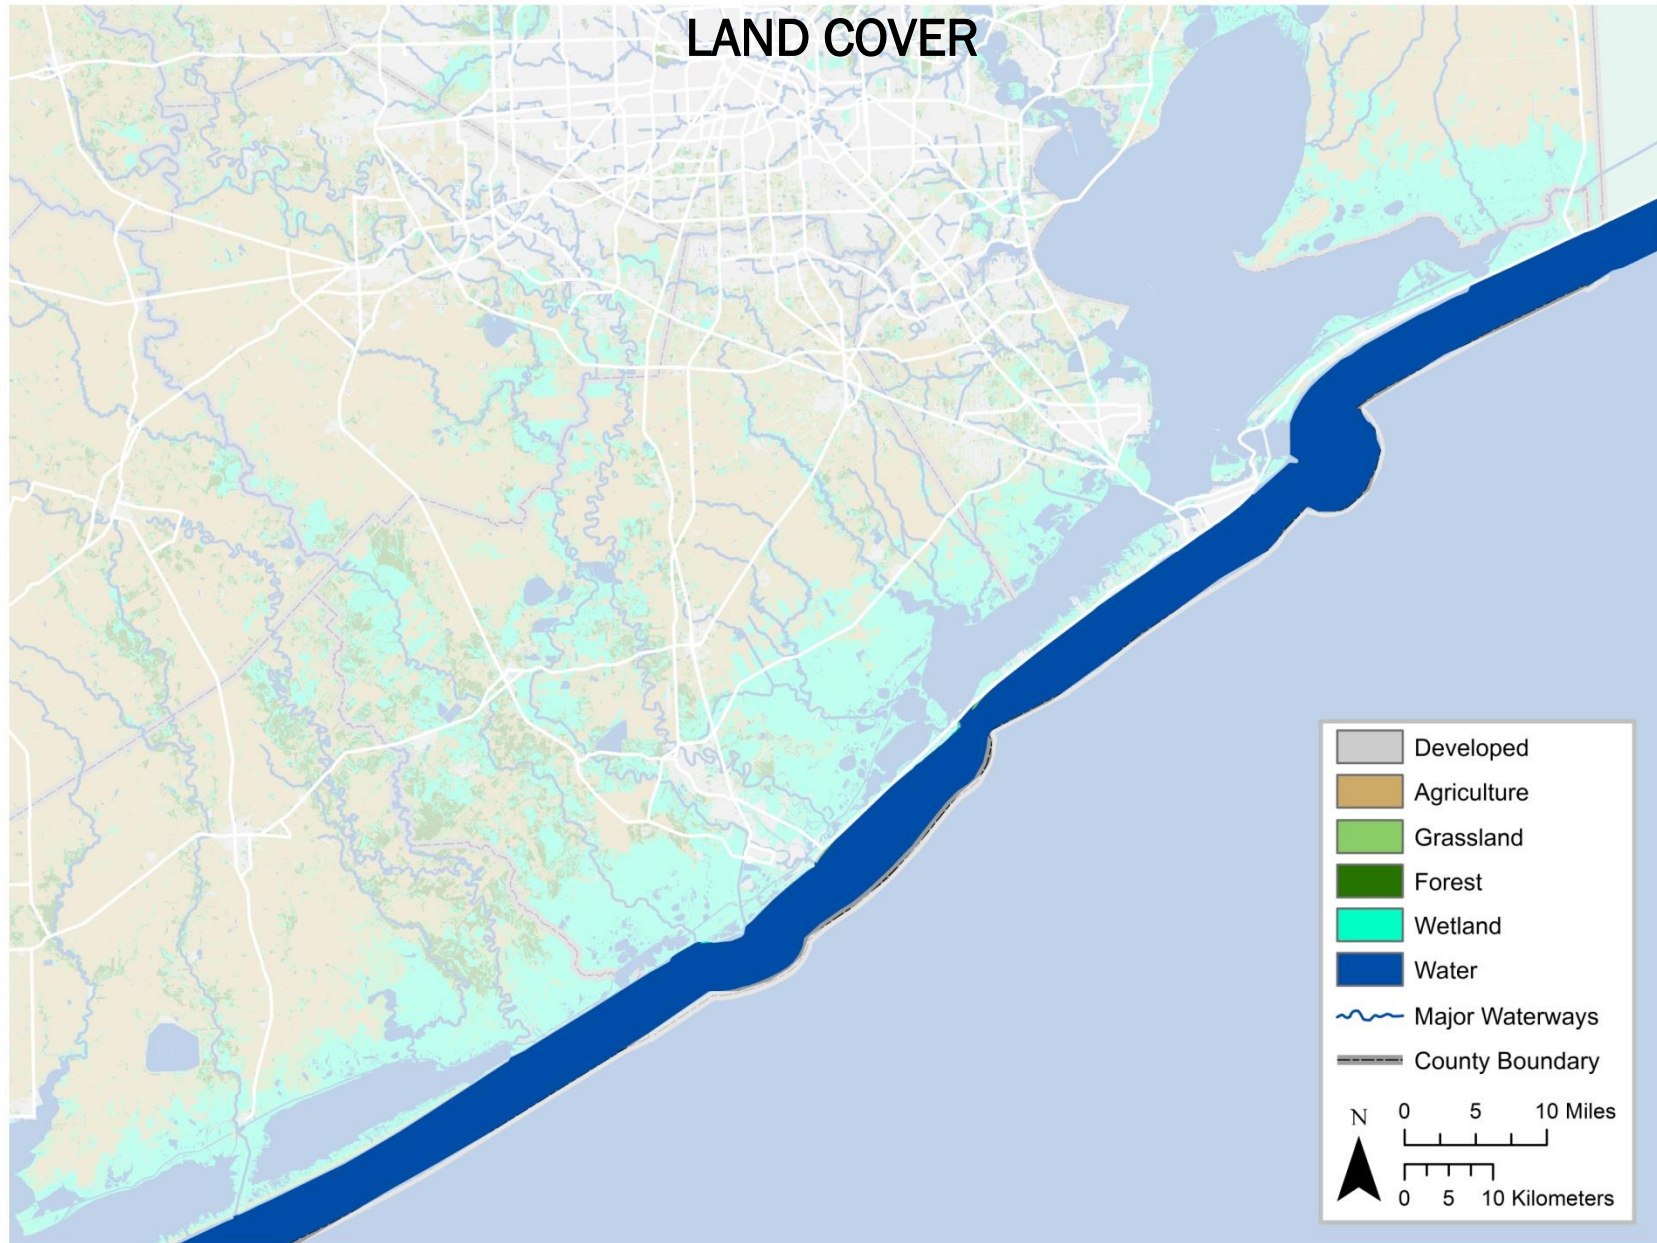 LAND COVER
Developed
Agriculture
Grassland
Forest
Wetland
Water
Major Waterways
County Boundary
N
0 5 10 Miles
0 5 10 Kilometers